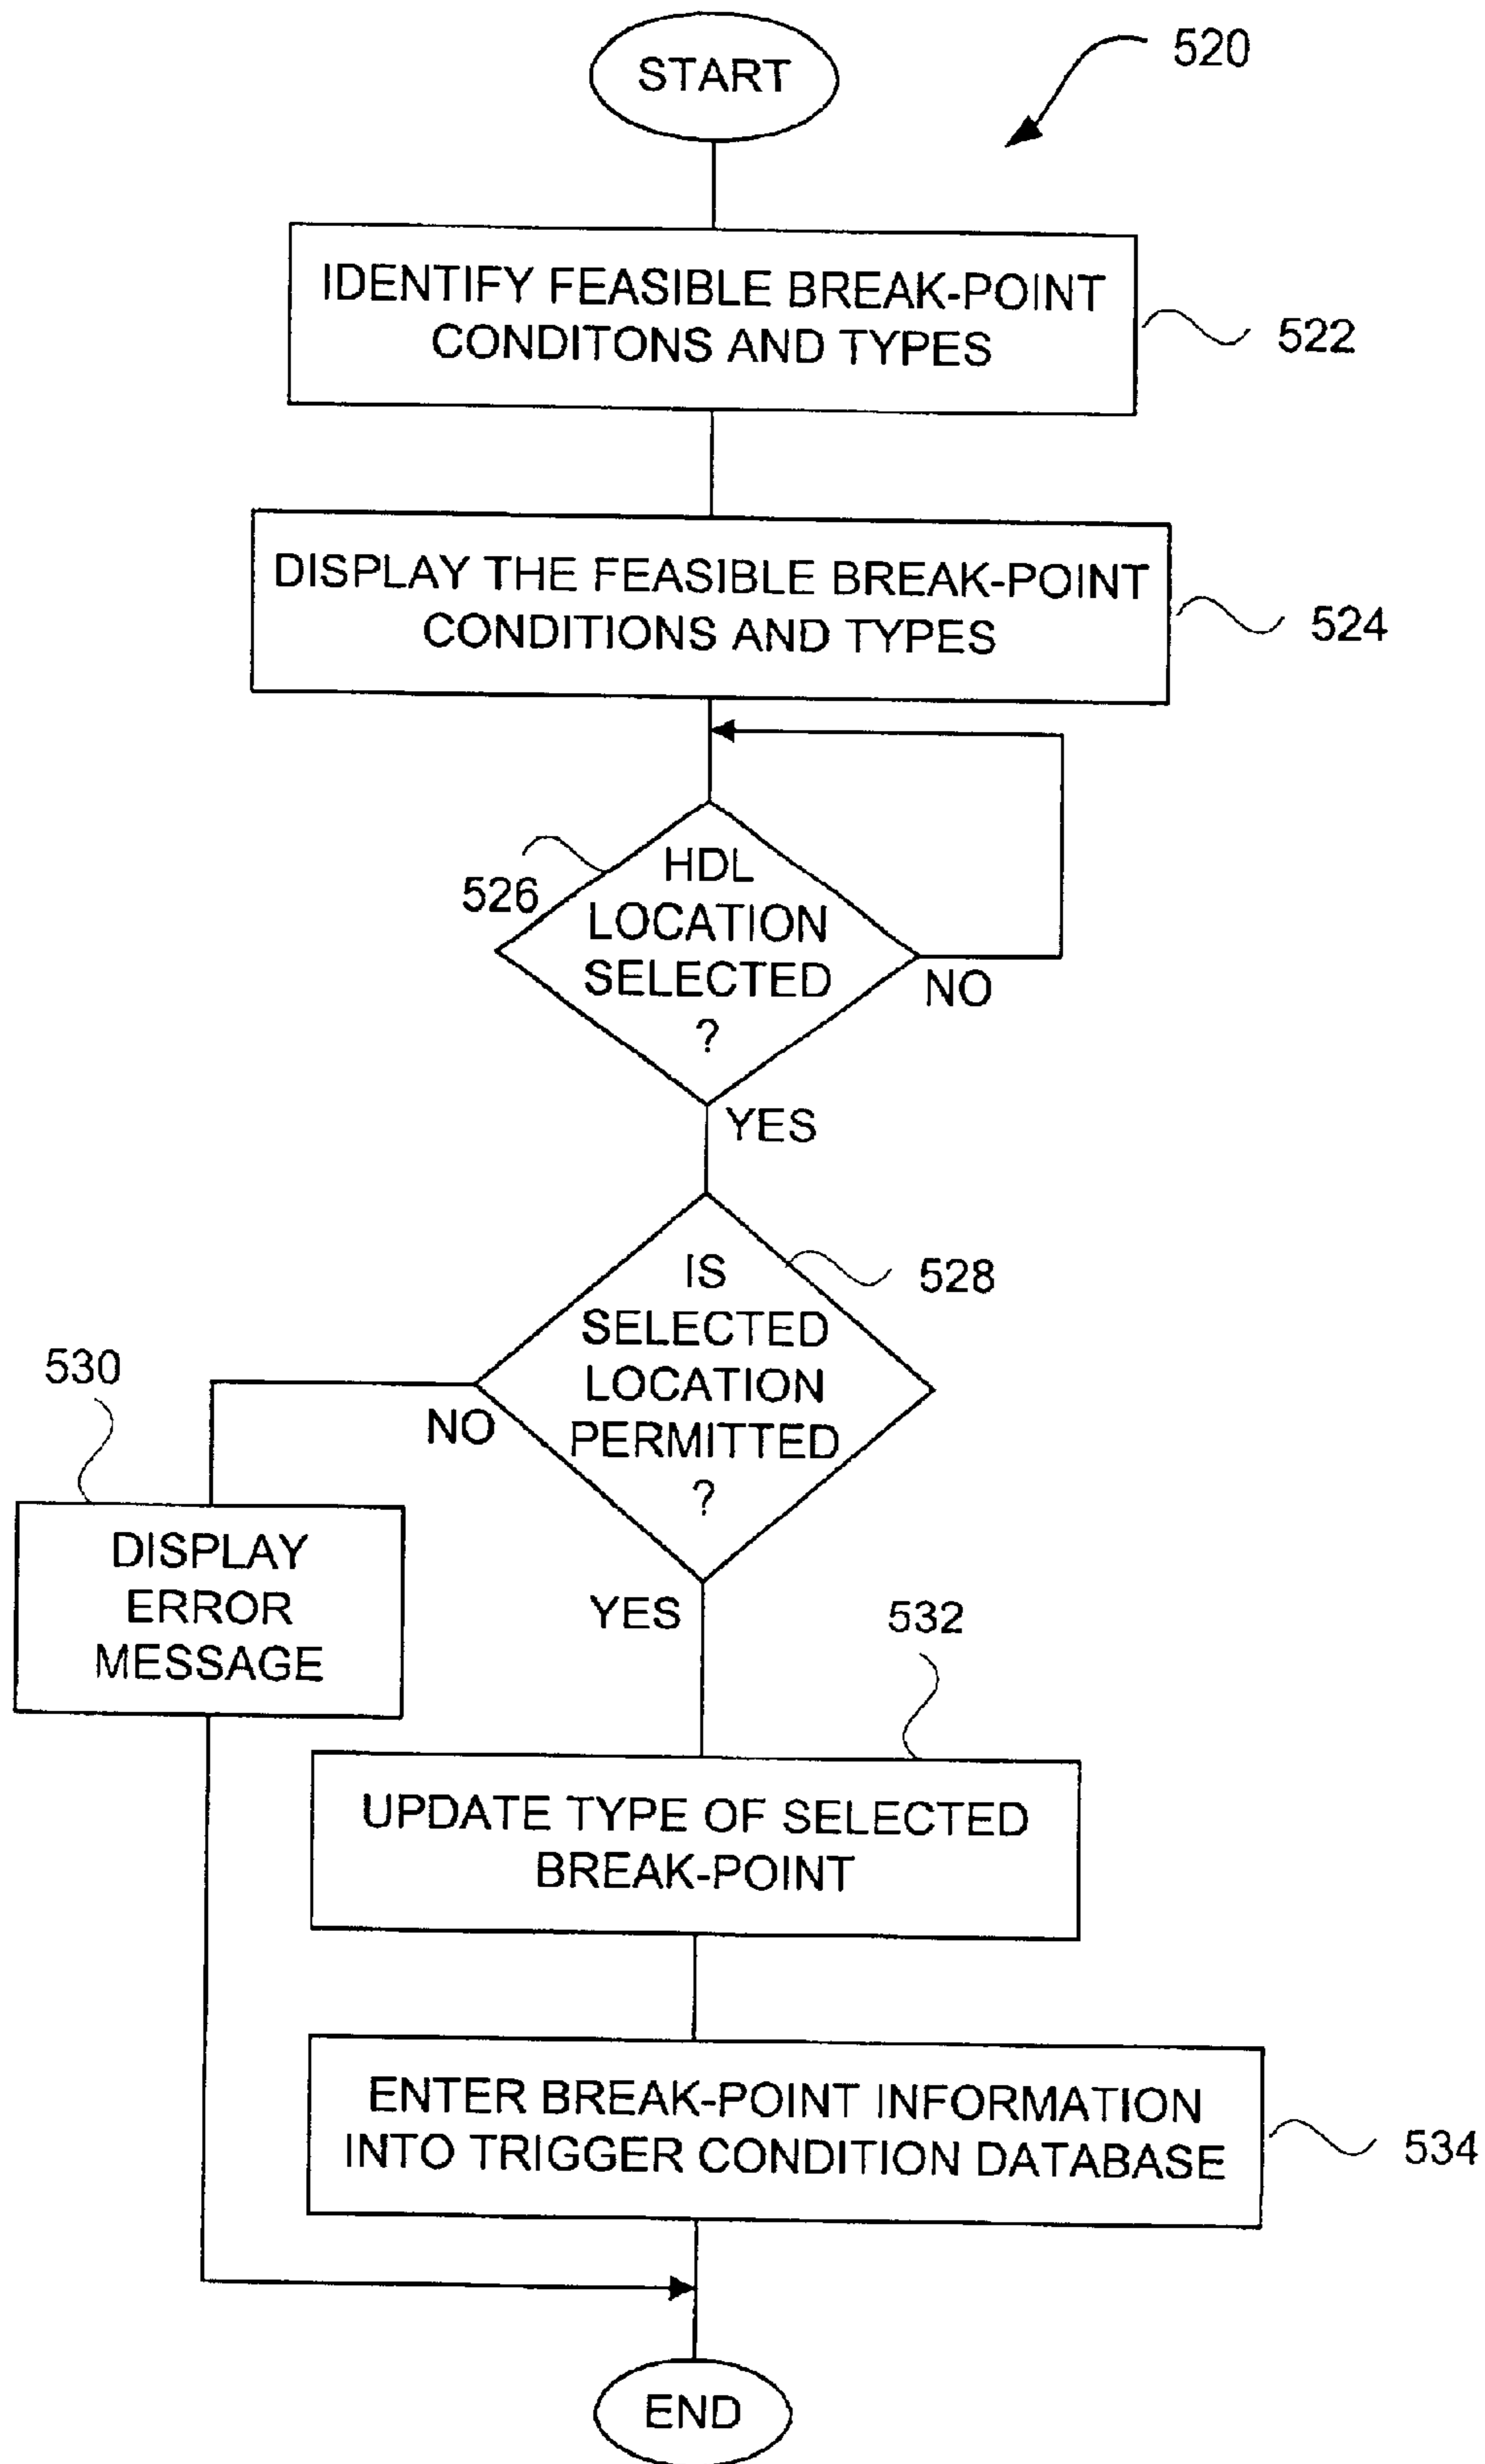 START
520
IDENTIFY FEASIBLE BREAK-POINT
CONDITONS AND TYPES
522
DISPLAY THE FEASIBLE BREAK-POINT
CONDITIONS AND TYPES
524
526
HDL
LOCATION
SELECTED
?
NO
YES
528
IS
SELECTED
LOCATION
PERMITTED
?
NO
530
DISPLAY
ERROR
MESSAGE
YES
532
UPDATE TYPE OF SELECTED
BREAK-POINT
ENTER BREAK-POINT INFORMATION
INTO TRIGGER CONDITION DATABASE
534
END